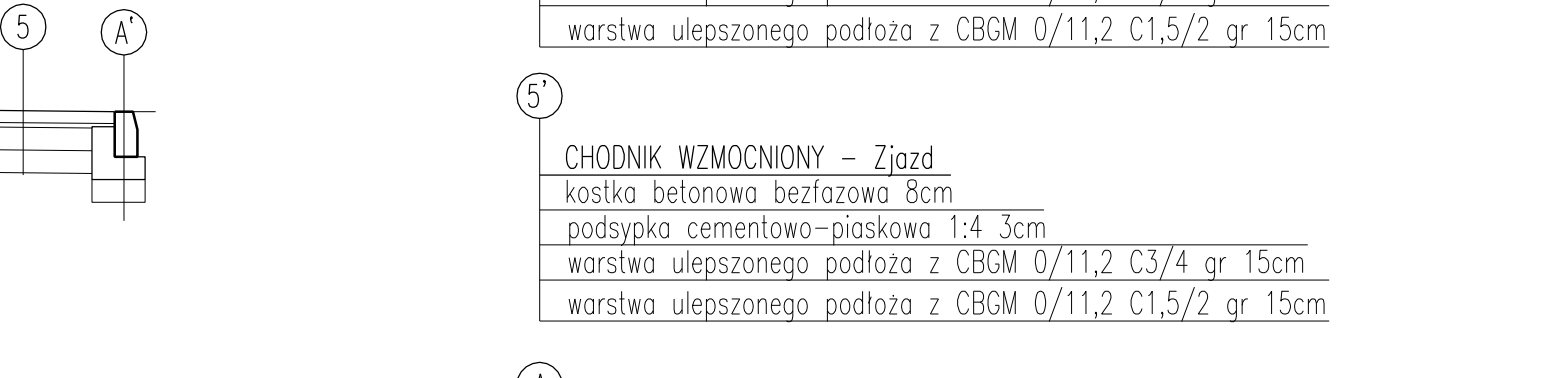 5
A'
warstwa ulepszonego podłoża z CBGM 0/11,2 C1,5/2 gr 15cm
5'
CHODNIK WZMOCNIONY – Zjazd
kostka betonowa bezfazowa 8cm
podsypka cementowo–piaskowa 1:4 3cm
warstwa ulepszonego podłoża z CBGM 0/11,2 C3/4 gr 15cm
warstwa ulepszonego podłoża z CBGM 0/11,2 C1,5/2 gr 15cm